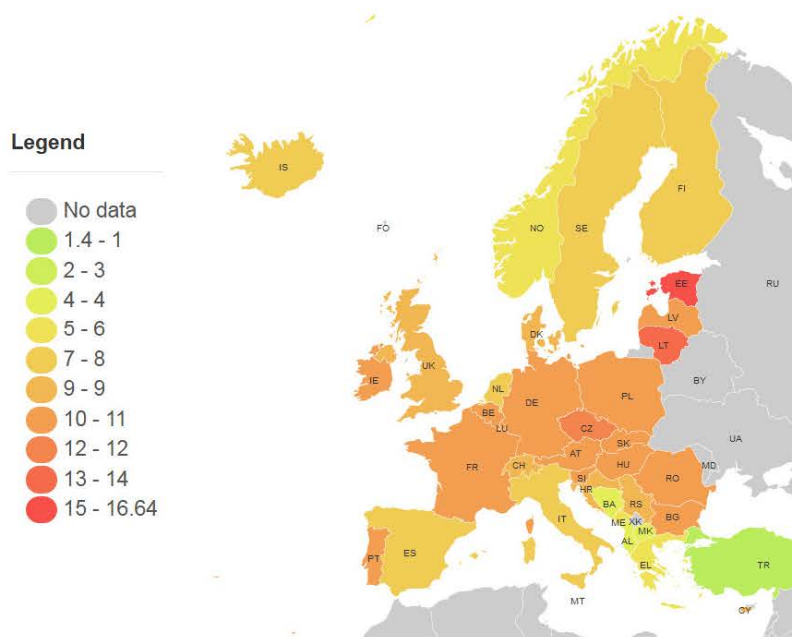 Legend
No data
1.4 - 1
2 - 3
4 - 4
5 - 6
7 - 8
9 - 9
10 - 11
12 - 12
13 - 14
15 - 16.64
IS
FO
NO
SE
FI
RU
EE
LV
LT
DK
UK
IE
NL
BE
LU
DE
PL
BY
UA
CZ
SK
AT
HU
MD
FR
CH
SI
HR
RO
BA
RS
ME
XK
BG
MK
AL
IT
PT
ES
EL
TR
MT
CY